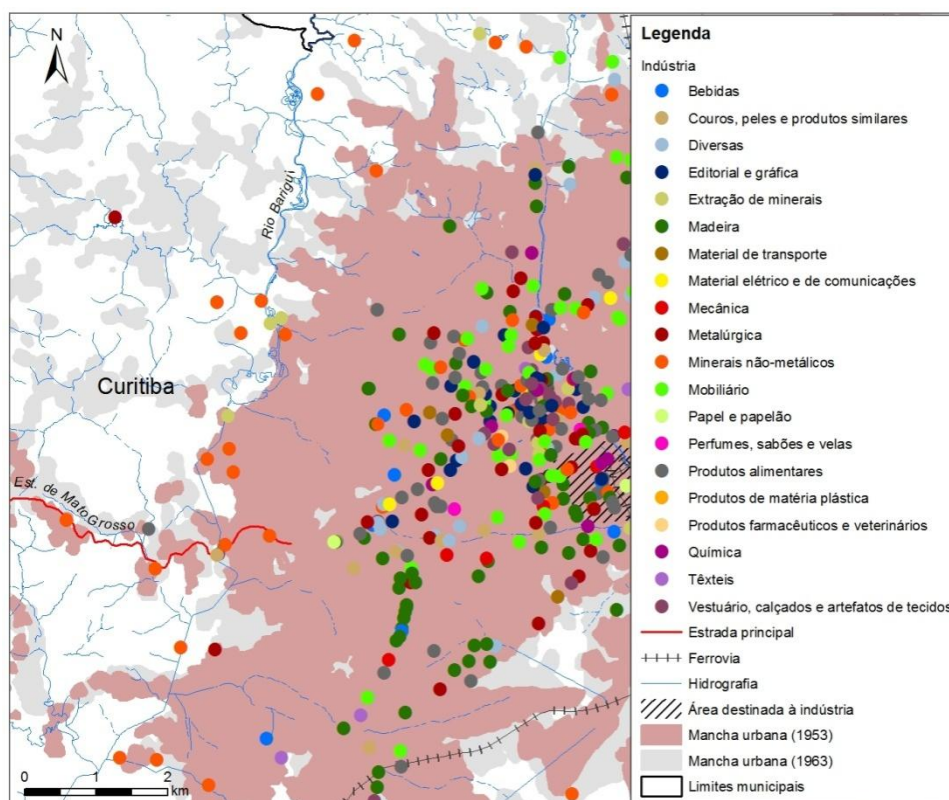 N
Rio Barigüi
Curitiba
Est. de Mato Grosso
0 1 2
km
Legenda
Indústria
Bebidas
Couros, peles e produtos similares
Diversas
Editorial e gráfica
Extração de minerais
Madeira
Material de transporte
Material elétrico e de comunicações
Mecânica
Metalúrgica
Minerais não-metálicos
Mobiliário
Papel e papelão
Perfumes, sabões e velas
Produtos alimentares
Produtos de matéria plástica
Produtos farmacêuticos e veterinários
Química
Têxteis
Vestuário, calçados e artefatos de tecidos
Estrada principal
Ferrovia
Hidrografia
Área destinada à indústria
Mancha urbana (1953)
Mancha urbana (1963)
Limites municipais